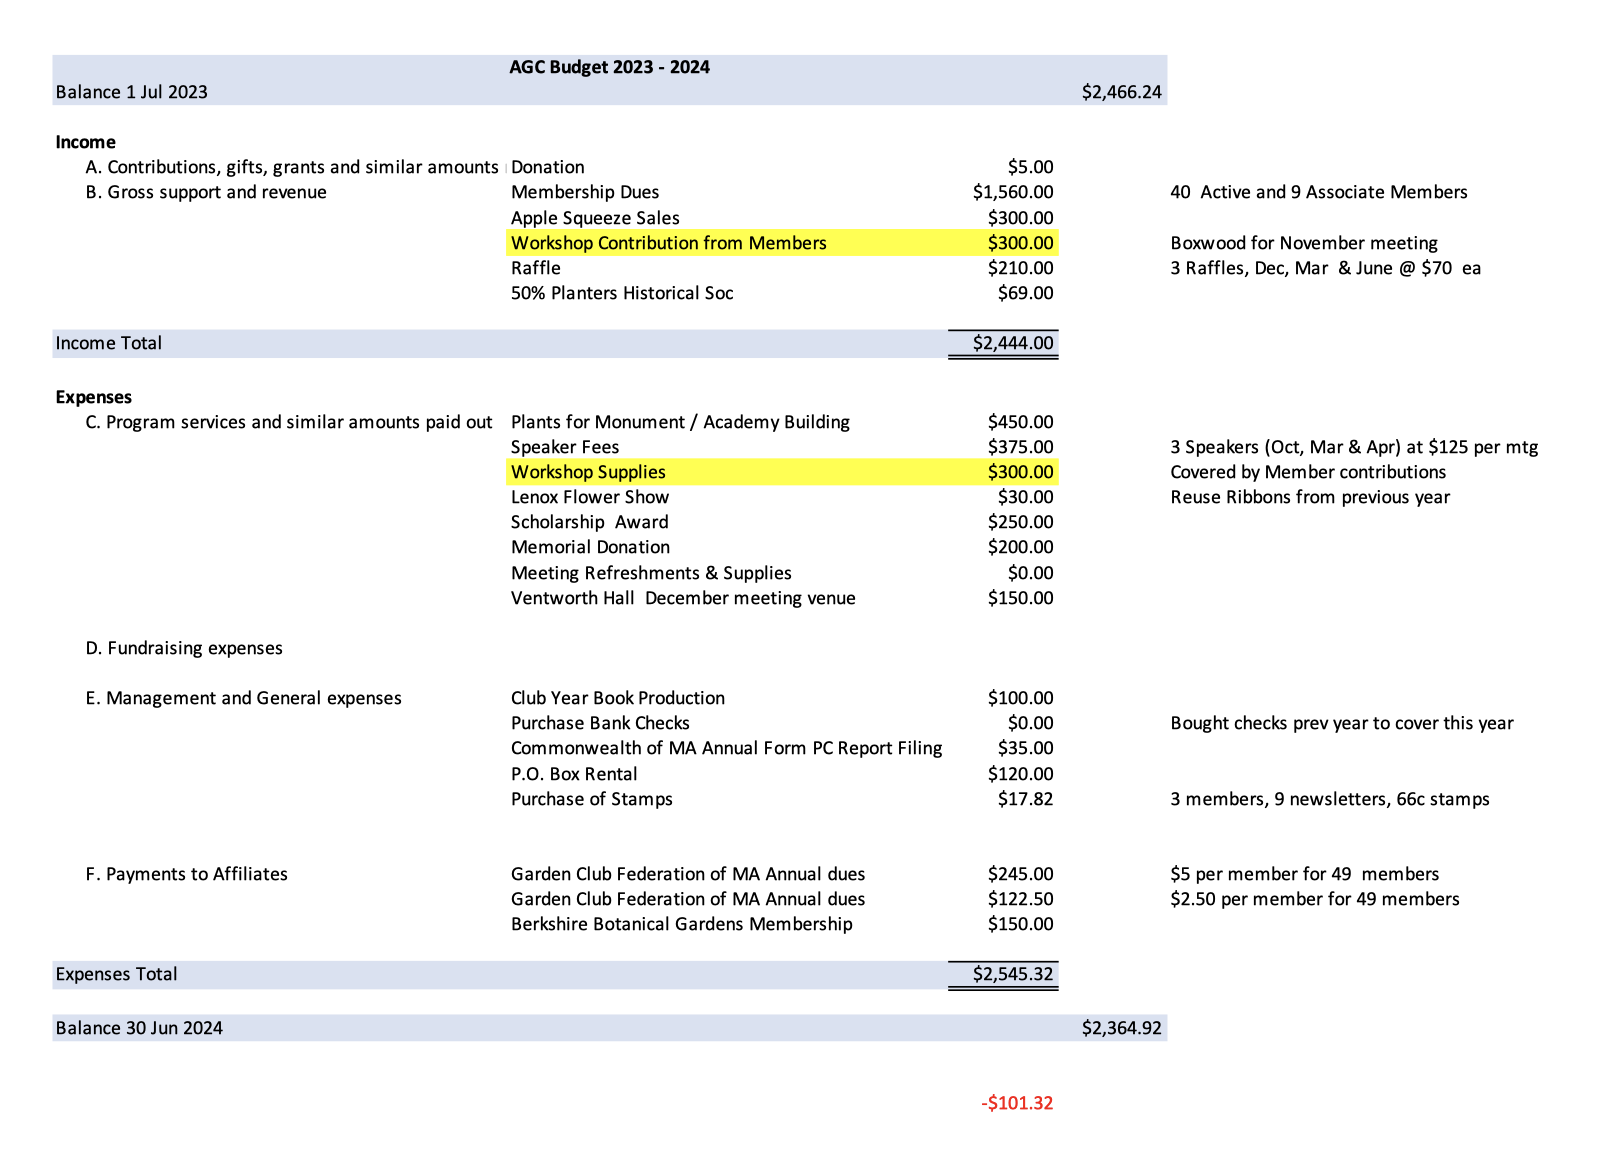 AGC Budget 2023 - 2024
Balance 1 Jul 2023 $2,466.24
Income
A. Contributions, gifts, grants and similar amounts Donation $5.00
B. Gross support and revenue Membership Dues $1,560.00 40 Active and 9 Associate Members
Apple Squeeze Sales $300.00
Workshop Contribution from Members $300.00 Boxwood for November meeting
Raffle $210.00 3 Raffles, Dec, Mar & June @ $70 ea
50% Planters Historical Soc $69.00
Income Total $2,444.00
Expenses
C. Program services and similar amounts paid out Plants for Monument / Academy Building $450.00
Speaker Fees $375.00 3 Speakers (Oct, Mar & Apr) at $125 per mtg
Workshop Supplies $300.00 Covered by Member contributions
Lenox Flower Show $30.00 Reuse Ribbons from previous year
Scholarship Award $250.00
Memorial Donation $200.00
Meeting Refreshments & Supplies $0.00
Ventworth Hall December meeting venue $150.00
D. Fundraising expenses
E. Management and General expenses Club Year Book Production $100.00
Purchase Bank Checks $0.00 Bought checks prev year to cover this year
Commonwealth of MA Annual Form PC Report Filing $35.00
P.O. Box Rental $120.00
Purchase of Stamps $17.82 3 members, 9 newsletters, 66c stamps
F. Payments to Affiliates Garden Club Federation of MA Annual dues $245.00 $5 per member for 49 members
Garden Club Federation of MA Annual dues $122.50 $2.50 per member for 49 members
Berkshire Botanical Gardens Membership $150.00
Expenses Total $2,545.32
Balance 30 Jun 2024 $2,364.92
-$101.32